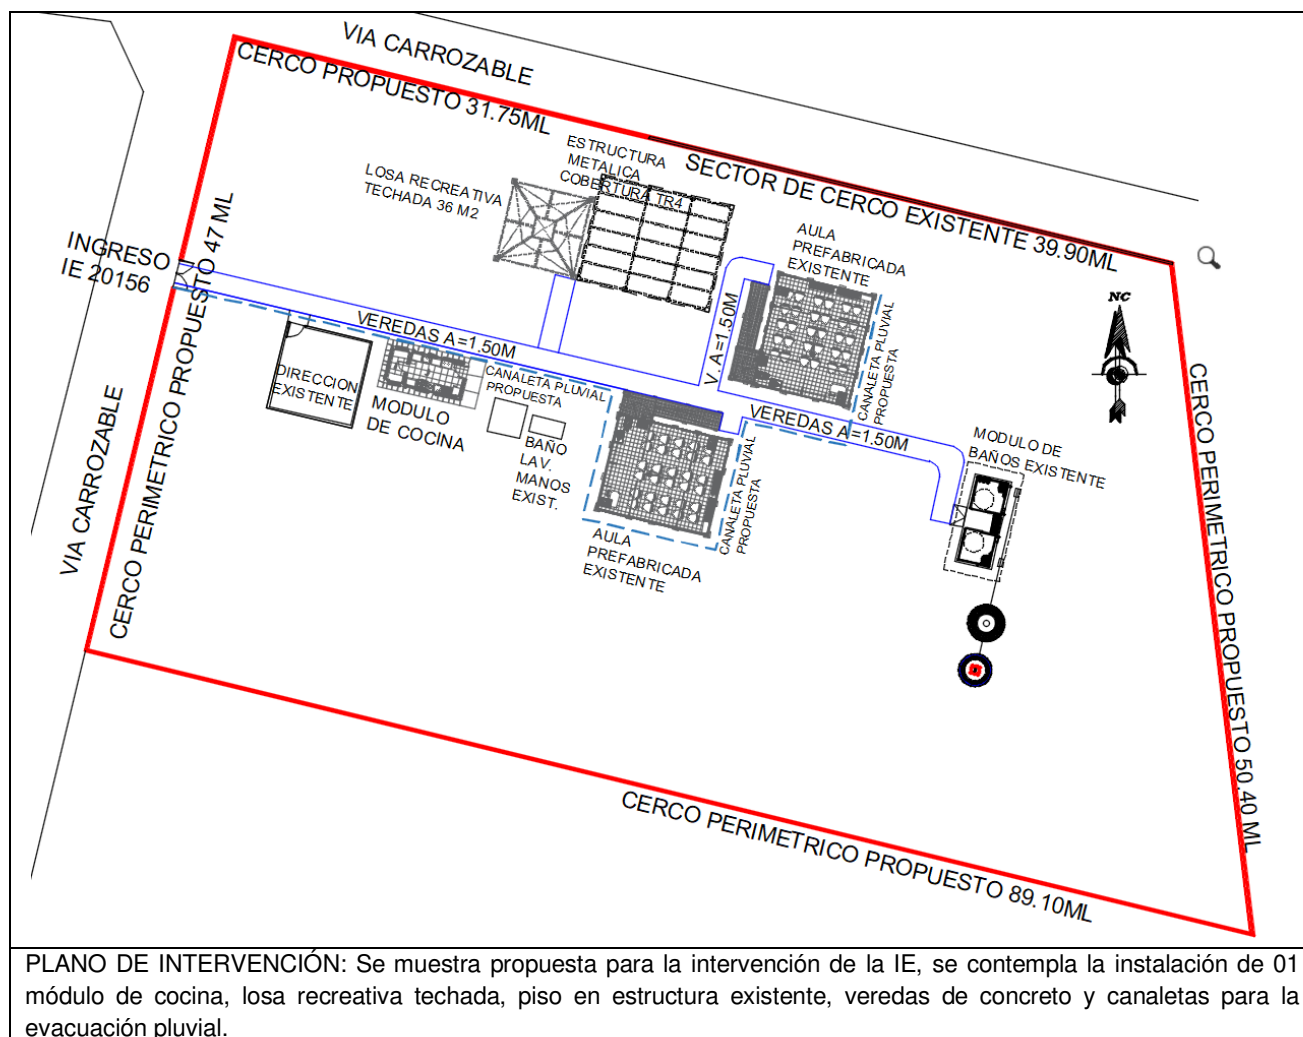 VIA CARROZABLE
CERCO PROPUESTO 31.75ML
SECTOR DE CERCO EXISTENTE 39.90ML
ESTRUCTURA
METALICA
COBERTURA TR4
LOSA RECREATIVA
TECHADA 36 M2
AULA
PREFABRICADA
EXISTENTE
INGRESO
IE 20156
CERCO PERIMETRICO PROPUESTO 47 ML
VIA CARROZABLE
NC
VEREDAS A=1.50M
V. A=1.50M
CANALETA PLUVIAL
PROPUESTA
DIRECCION
EXISTENTE
MODULO
DE COCINA
CANALETA PLUVIAL
PROPUESTA
BAÑO
LAV.
MANOS
EXIST.
VEREDAS A=1.50M
CANALETA PLUVIAL
PROPUESTA
MODULO DE
BAÑOS EXISTENTE
AULA
PREFABRICADA
EXISTENTE
CERCO PERIMETRICO PROPUESTO 50.40 ML
CERCO PERIMETRICO PROPUESTO 89.10ML
PLANO DE INTERVENCIÓN: Se muestra propuesta para la intervención de la IE, se contempla la instalación de 01
módulo de cocina, losa recreativa techada, piso en estructura existente, veredas de concreto y canaletas para la
evacuación pluvial.